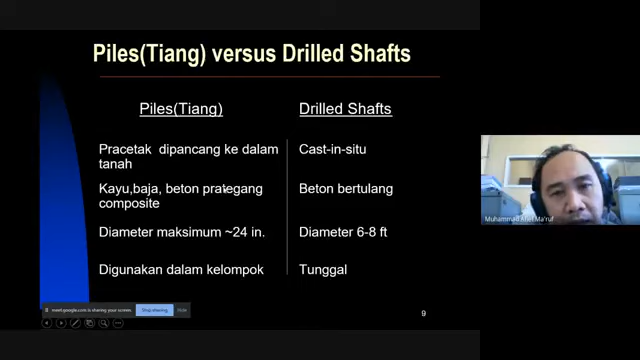 Piles(Tiang) versus Drilled Shafts
Piles(Tiang)
Drilled Shafts
Pracetak dipancang ke dalam
tanah
Cast-in-situ
Kayu,baja, beton prategang
composite
Beton bertulang
Diameter maksimum ~24 in.
Diameter 6-8 ft
Digunakan dalam kelompok
Tunggal
9
meet.google.com is sharing your screen.
Stop sharing
Hide
Muhammad Ma'ruf